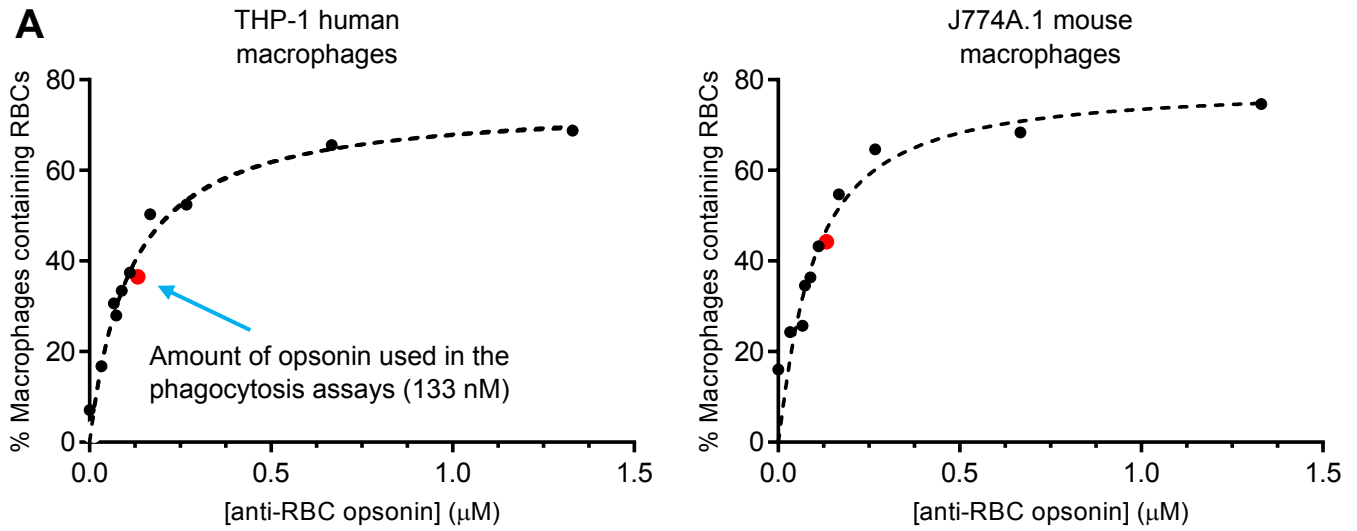 A
THP-1 human
macrophages
% Macrophages containing RBCs
80
60
40
20
0
Amount of opsonin used in the
phagocytosis assays (133 nM)
0.0
0.5
1.0
1.5
[anti-RBC opsonin] (μM)
J774A.1 mouse
macrophages
% Macrophages containing RBCs
80
60
40
20
0
0.0
0.5
1.0
1.5
[anti-RBC opsonin] (μM)